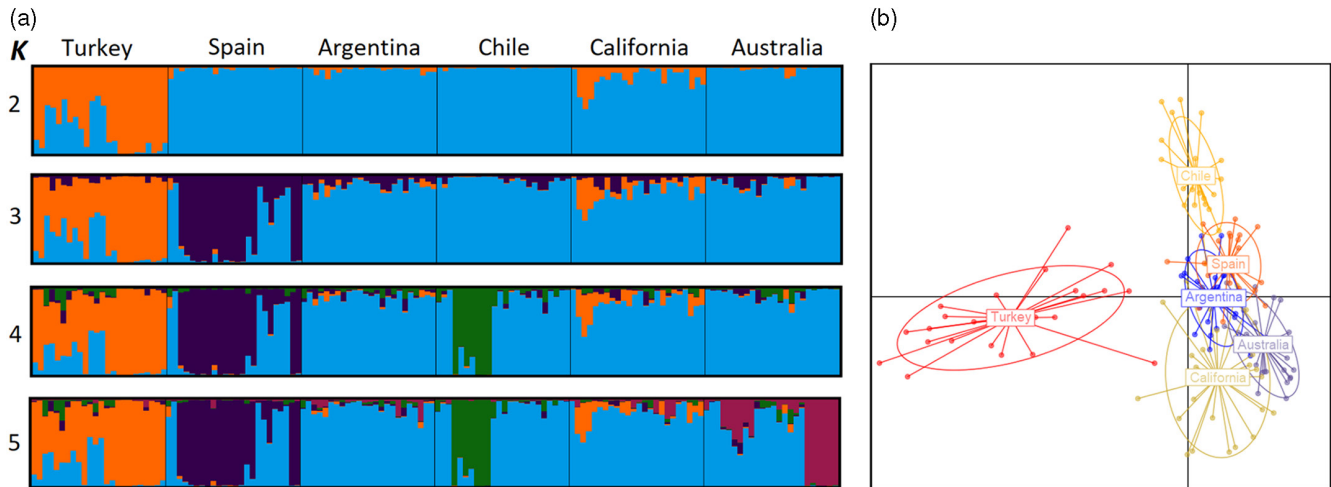 (a)
K Turkey Spain Argentina Chile California Australia
2
3
4
5
(b)
Chile
Spain
Argentina
Turkey
Australia
California